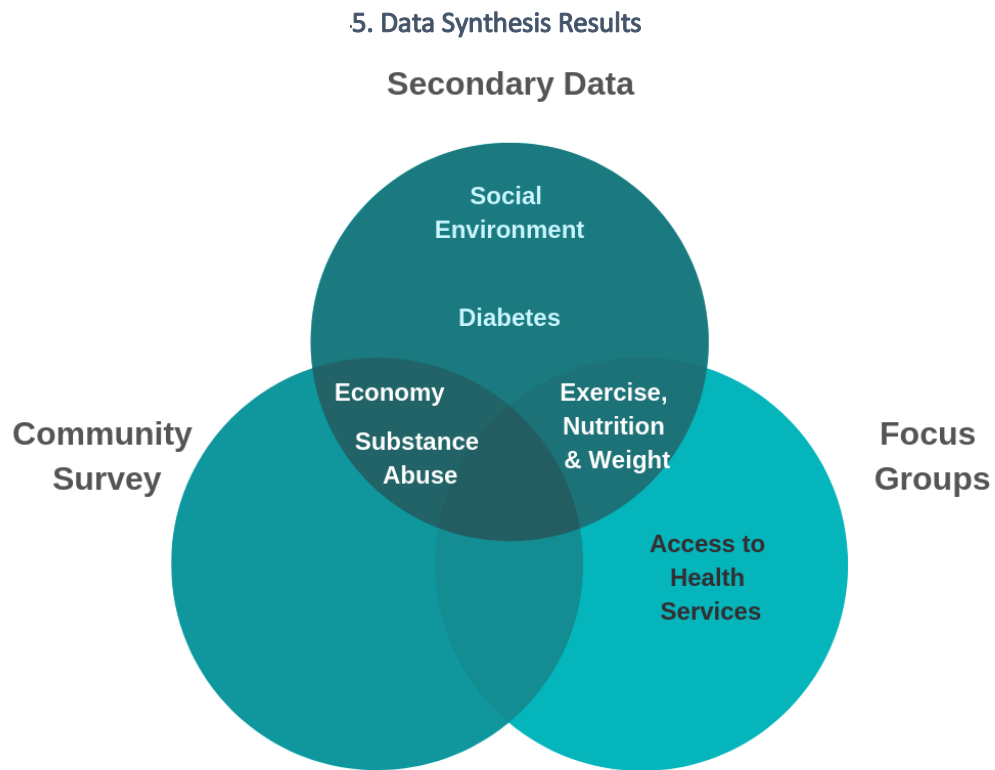 5. Data Synthesis Results
Secondary Data
Social
Environment
Diabetes
Economy
Substance
Abuse
Exercise,
Nutrition
& Weight
Community
Survey
Focus
Groups
Access to
Health
Services